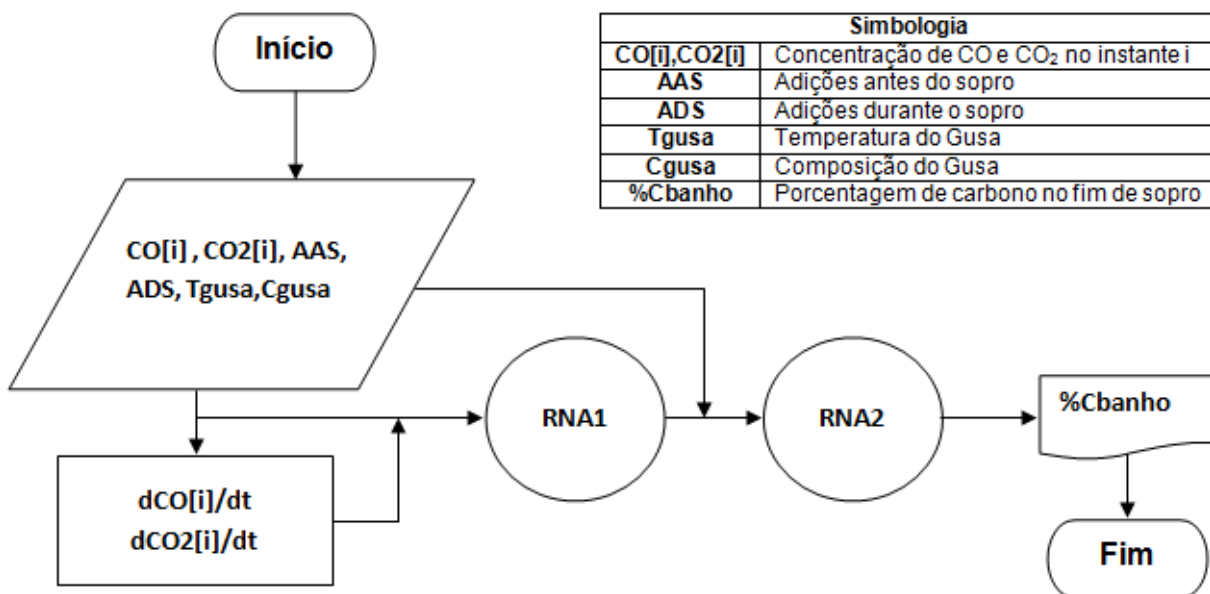 Início
Simbologia
CO[i],CO2[i] Concentração de CO e CO₂ no instante i
AAS Adições antes do sopro
ADS Adições durante o sopro
Tgusa Temperatura do Gusa
Cgusa Composição do Gusa
%Cbanho Porcentagem de carbono no fim de sopro
CO[i] , CO2[i], AAS,
ADS, Tgusa,Cgusa
RNA1
RNA2
%Cbanho
dCO[i]/dt
dCO2[i]/dt
Fim